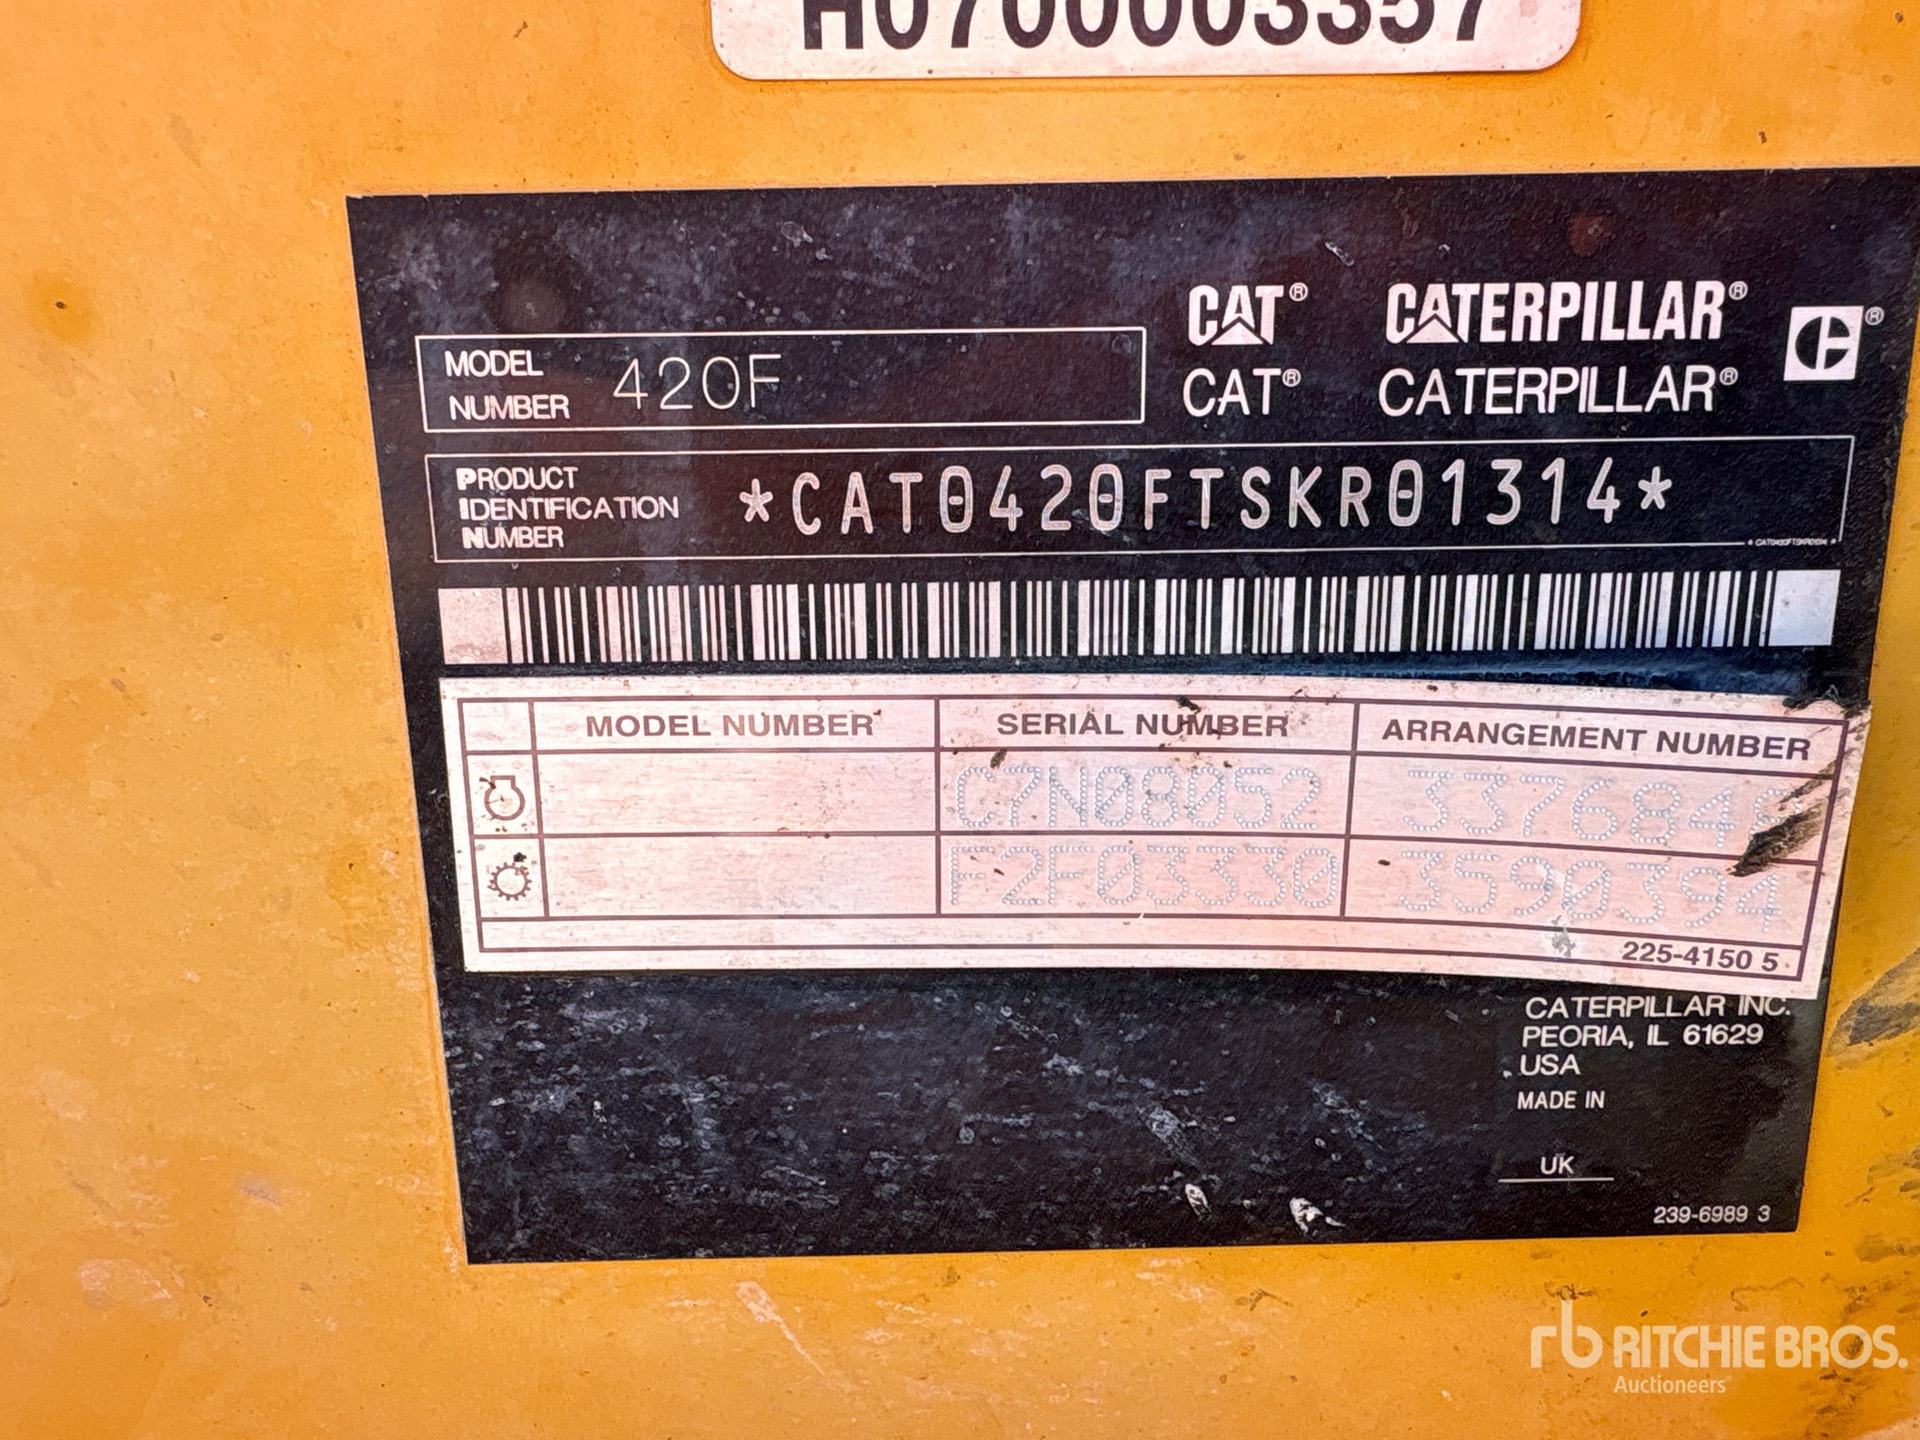 H0700003357
CAT® CATERPILLAR®
MODEL NUMBER 420F
CAT® CATERPILLAR®
PRODUCT IDENTIFICATION NUMBER *CAT0420FTSKR01314*
*CAT0420FTSKR01314*
MODEL NUMBER SERIAL NUMBER ARRANGEMENT NUMBER
C7N08052
F2F03330 3590394
225-4150 5
CATERPILLAR INC.
PEORIA, IL 61629
USA
MADE IN
UK
239-6989 3
rb RITCHIE BROS.
Auctioneers